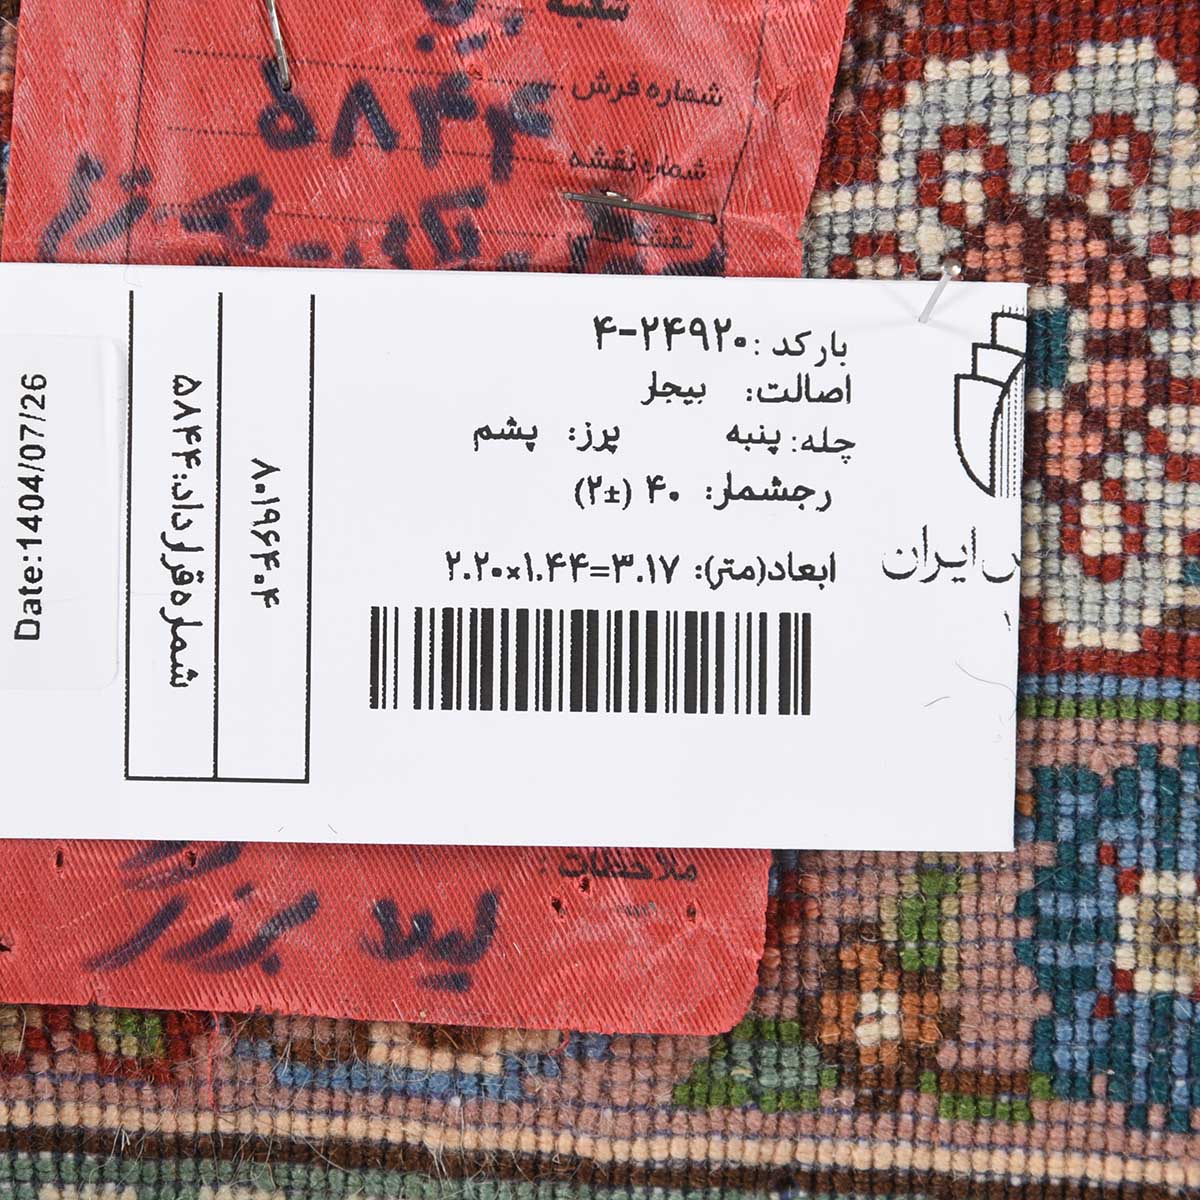 شماره فرش
۵۸۴۴
شماره نقشه
نقشه
بارکد: ۲۴۹۲۰-۴
اصالت: بیجار
چله: پنبه پرز: پشم
رجشمار: ۴۰ (±۲)
ایران
ابعاد(متر): ۲.۲۰×۱.۴۴=۳.۱۷
۸۰۱۹۶۴۰۴
شماره قرارداد: ۵۸۴۴
Date:1404/07/26
ملاحظات: